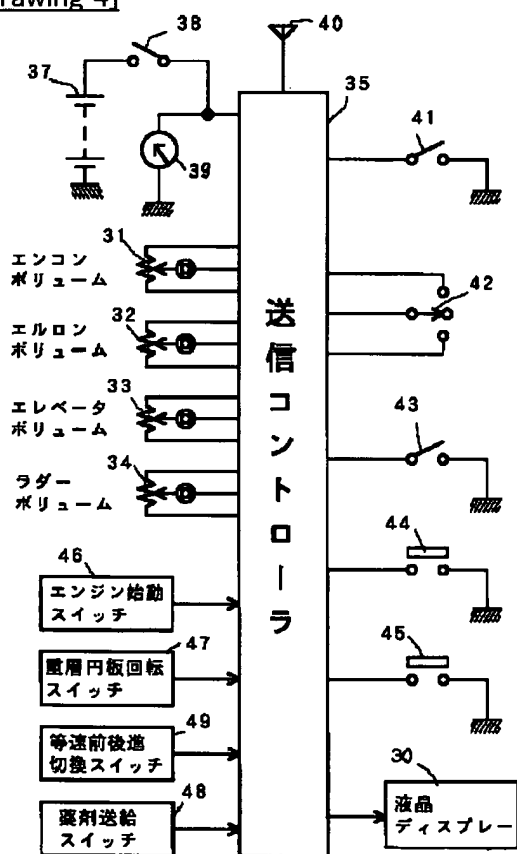 rawing 4]
38
40
37
35
41
39
31
エンコン
ボリューム
42
32
エルロン
ボリューム
送信コントローラ
33
エレベータ
ボリューム
43
34
ラダー
ボリューム
44
46
エンジン始動
スイッチ
47
45
重層円板回転
スイッチ
49
等速前後進
切換スイッチ
30
48
薬剤送給
スイッチ
液晶
ディスプレー